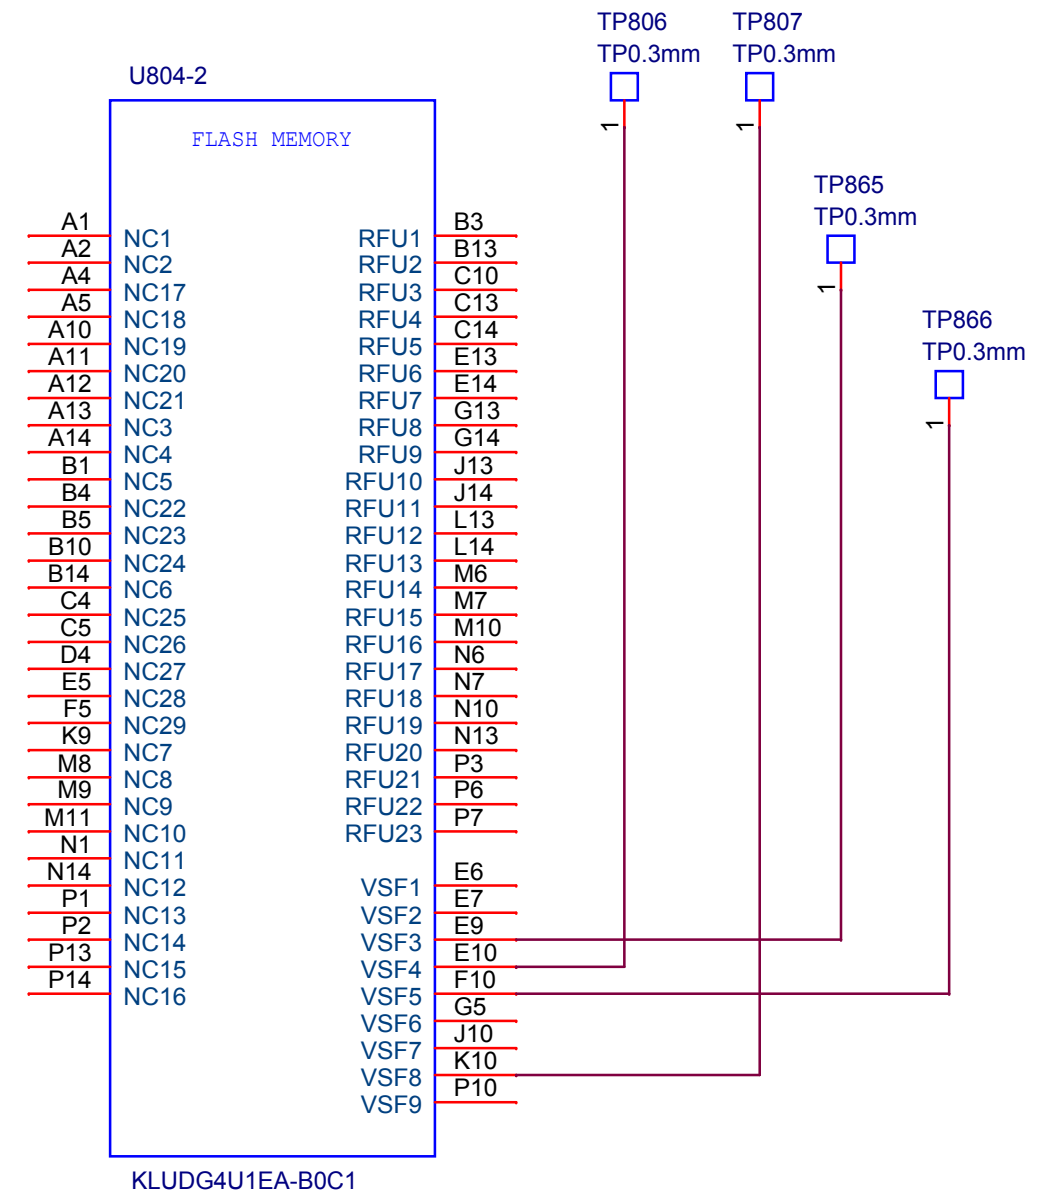 TP806 TP807
TP0.3mm TP0.3mm
U804-2
1 1
FLASH MEMORY
TP865
TP0.3mm
1
TP866
TP0.3mm
1
A1 NC1 RFU1 B3
A2 NC2 RFU2 B13
A4 NC17 RFU3 C10
A5 NC18 RFU4 C13
A10 NC19 RFU5 C14
A11 NC20 RFU6 E13
A12 NC21 RFU7 E14
A13 NC3 RFU8 G13
A14 NC4 RFU9 G14
B1 NC5 RFU10 J13
B4 NC22 RFU11 J14
B5 NC23 RFU12 L13
B10 NC24 RFU13 L14
B14 NC6 RFU14 M6
C4 NC25 RFU15 M7
C5 NC26 RFU16 M10
D4 NC27 RFU17 N6
E5 NC28 RFU18 N7
F5 NC29 RFU19 N10
K9 NC7 RFU20 N13
M8 NC8 RFU21 P3
M9 NC9 RFU22 P6
M11 NC10 RFU23 P7
N1 NC11
N14 NC12 VSF1 E6
P1 NC13 VSF2 E7
P2 NC14 VSF3 E9
P13 NC15 VSF4 E10
P14 NC16 VSF5 F10
VSF6 G5
VSF7 J10
VSF8 K10
VSF9 P10
KLUDG4U1EA-B0C1